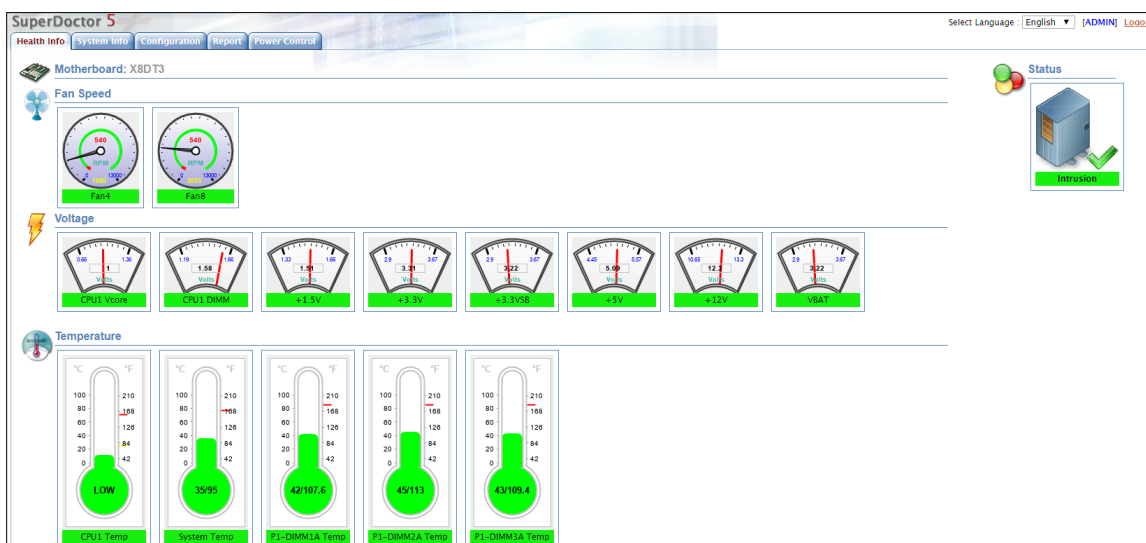 SuperDoctor 5
Select Language : English ▼ [ADMIN] Logo
Health Info System Info Configuration Report Power Control
Motherboard: X8DT3
Status
Fan Speed
540 540
RPM RPM
0 13000 0 13000
Fan4 Fan8
Intrusion
Voltage
0.66 1.36 1.19 1.66 1.33 1.66 2.9 3.67 2.9 3.67 4.45 5.57 10.65 13.3 2.9 3.67
1.58 1.51 3.31 3.22 5.09 12.3 3.22
Volts Volts Volts Volts Volts Volts Volts Volts
CPU1 Vcore CPU1 DIMM +1.5V +3.3V +3.3VSB +5V +12V VBAT
Temperature
°C °F °C °F °C °F °C °F °C °F
100 210 100 210 100 210 100 210 100 210
80 168 80 168 80 168 80 168 80 168
60 126 60 126 60 126 60 126 60 126
40 84 40 84 40 84 40 84 40 84
20 42 20 42 20 42 20 42 20 42
0 0 0 0 0
LOW 35/95 42/107.6 45/113 43/109.4
CPU1 Temp System Temp P1-DIMM1A Temp P1-DIMM2A Temp P1-DIMM3A Temp